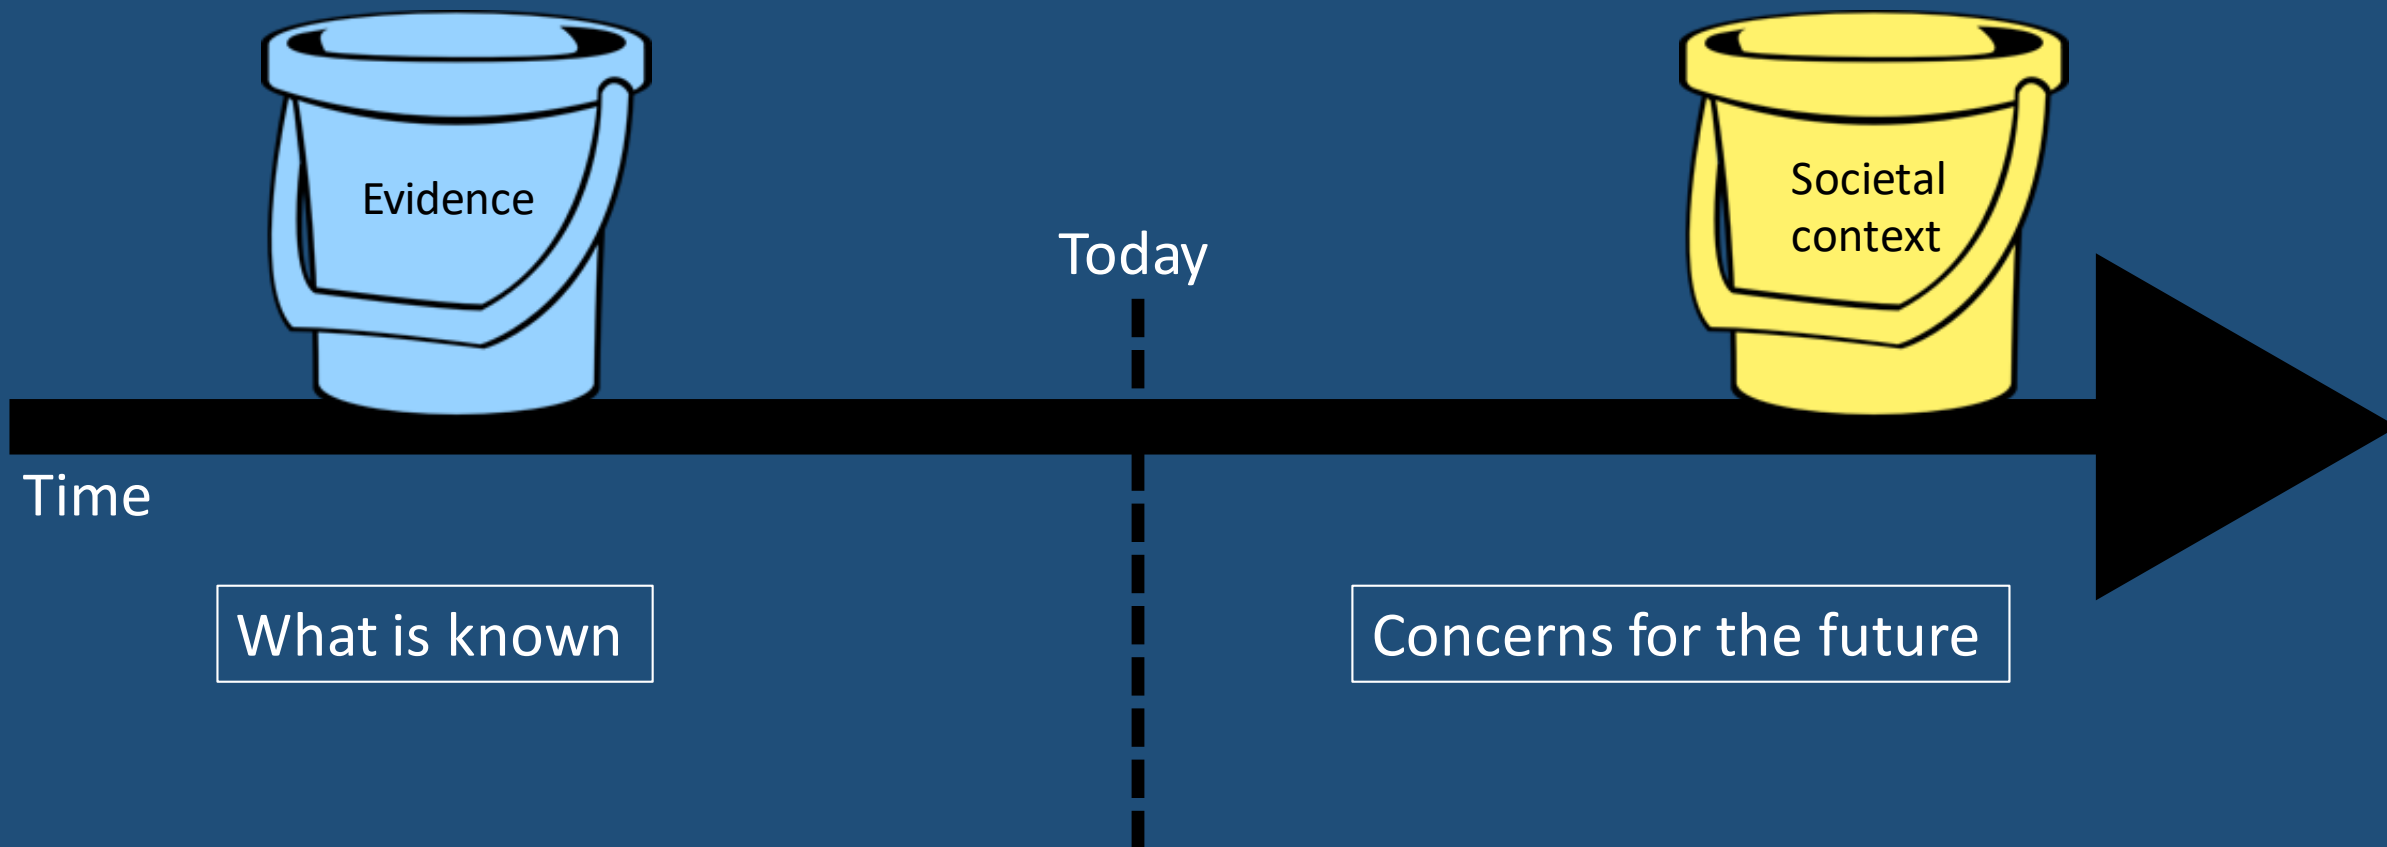 Evidence
Societal
context
Today
Time
What is known
Concerns for the future